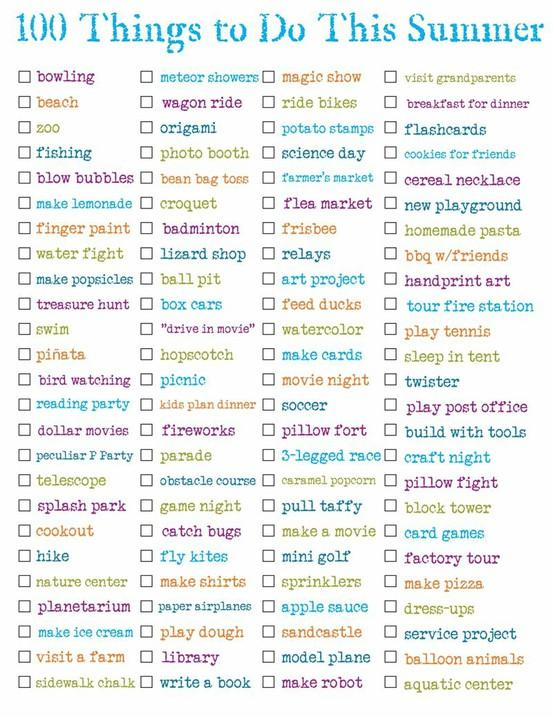 100 Things to Do This Summer
bowling
beach
zoo
fishing
blow bubbles
make lemonade
finger paint
water fight
make popsicles
treasure hunt
swim
piñata
bird watching
reading party
dollar movies
peculiar P Party
telescope
splash park
cookout
hike
nature center
planetarium
make ice cream
visit a farm
sidewalk chalk
meteor showers
wagon ride
origami
photo booth
bean bag toss
croquet
badminton
lizard shop
ball pit
box cars
"drive in movie"
hopscotch
picnic
kids plan dinner
fireworks
parade
obstacle course
game night
catch bugs
fly kites
make shirts
paper airplanes
play dough
library
write a book
magic show
ride bikes
potato stamps
science day
farmer's market
flea market
frisbee
relays
art project
feed ducks
watercolor
make cards
movie night
soccer
pillow fort
3-legged race
caramel popcorn
pull taffy
make a movie
mini golf
sprinklers
apple sauce
sandcastle
model plane
make robot
visit grandparents
breakfast for dinner
flashcards
cookies for friends
cereal necklace
new playground
homemade pasta
bbq w/friends
handprint art
tour fire station
play tennis
sleep in tent
twister
play post office
build with tools
craft night
pillow fight
block tower
card games
factory tour
make pizza
dress-ups
service project
balloon animals
aquatic center